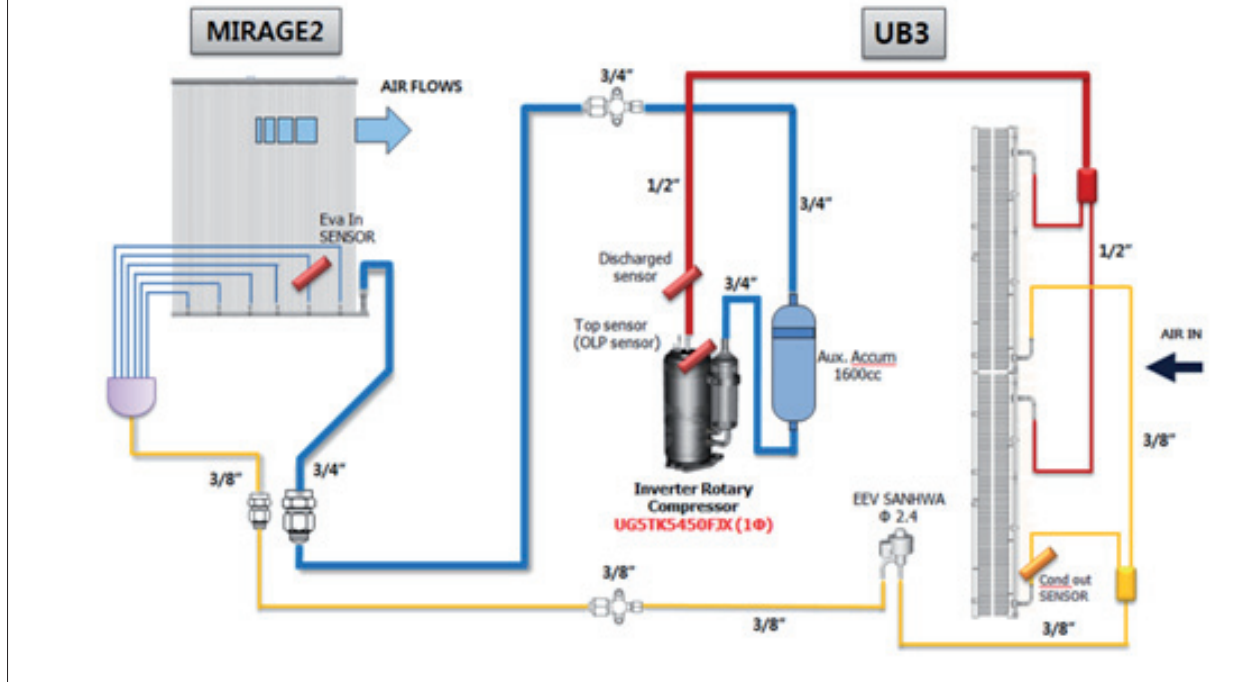 MIRAGE2
UB3
AIR FLOWS
3/4”
1/2”
3/4”
1/2”
Eva In
SENSOR
Discharged
sensor
3/4”
Top sensor
(OLP sensor)
Aux. Accum
1600cc
AIR IN
3/8”
3/8”
3/4”
Inverter Rotary
Compressor
UG5TK5450FJX (1Φ)
EEV SANHWA
Φ 2.4
3/8”
Cond out
SENSOR
3/8”
3/8”